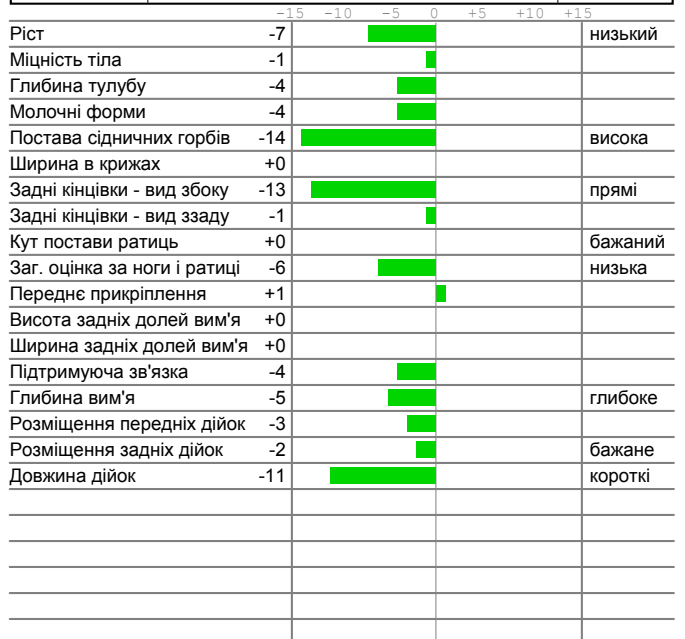 -15 -10 -5 0 +5 +10 +15
Ріст -7 низький
Міцність тіла -1
Глибина тулубу -4
Молочні форми -4
Постава сідничних горбів -14 висока
Ширина в крижах +0
Задні кінцівки - вид збоку -13 прямі
Задні кінцівки - вид ззаду -1
Кут постави ратиць +0 бажаний
Заг. оцінка за ноги і ратиці -6 низька
Переднє прикріплення +1
Висота задніх долей вим'я +0
Ширина задніх долей вим'я +0
Підтримуюча зв'язка -4
Глибина вим'я -5 глибоке
Розміщення передніх дійок -3
Розміщення задніх дійок -2 бажане
Довжина дійок -11 короткі